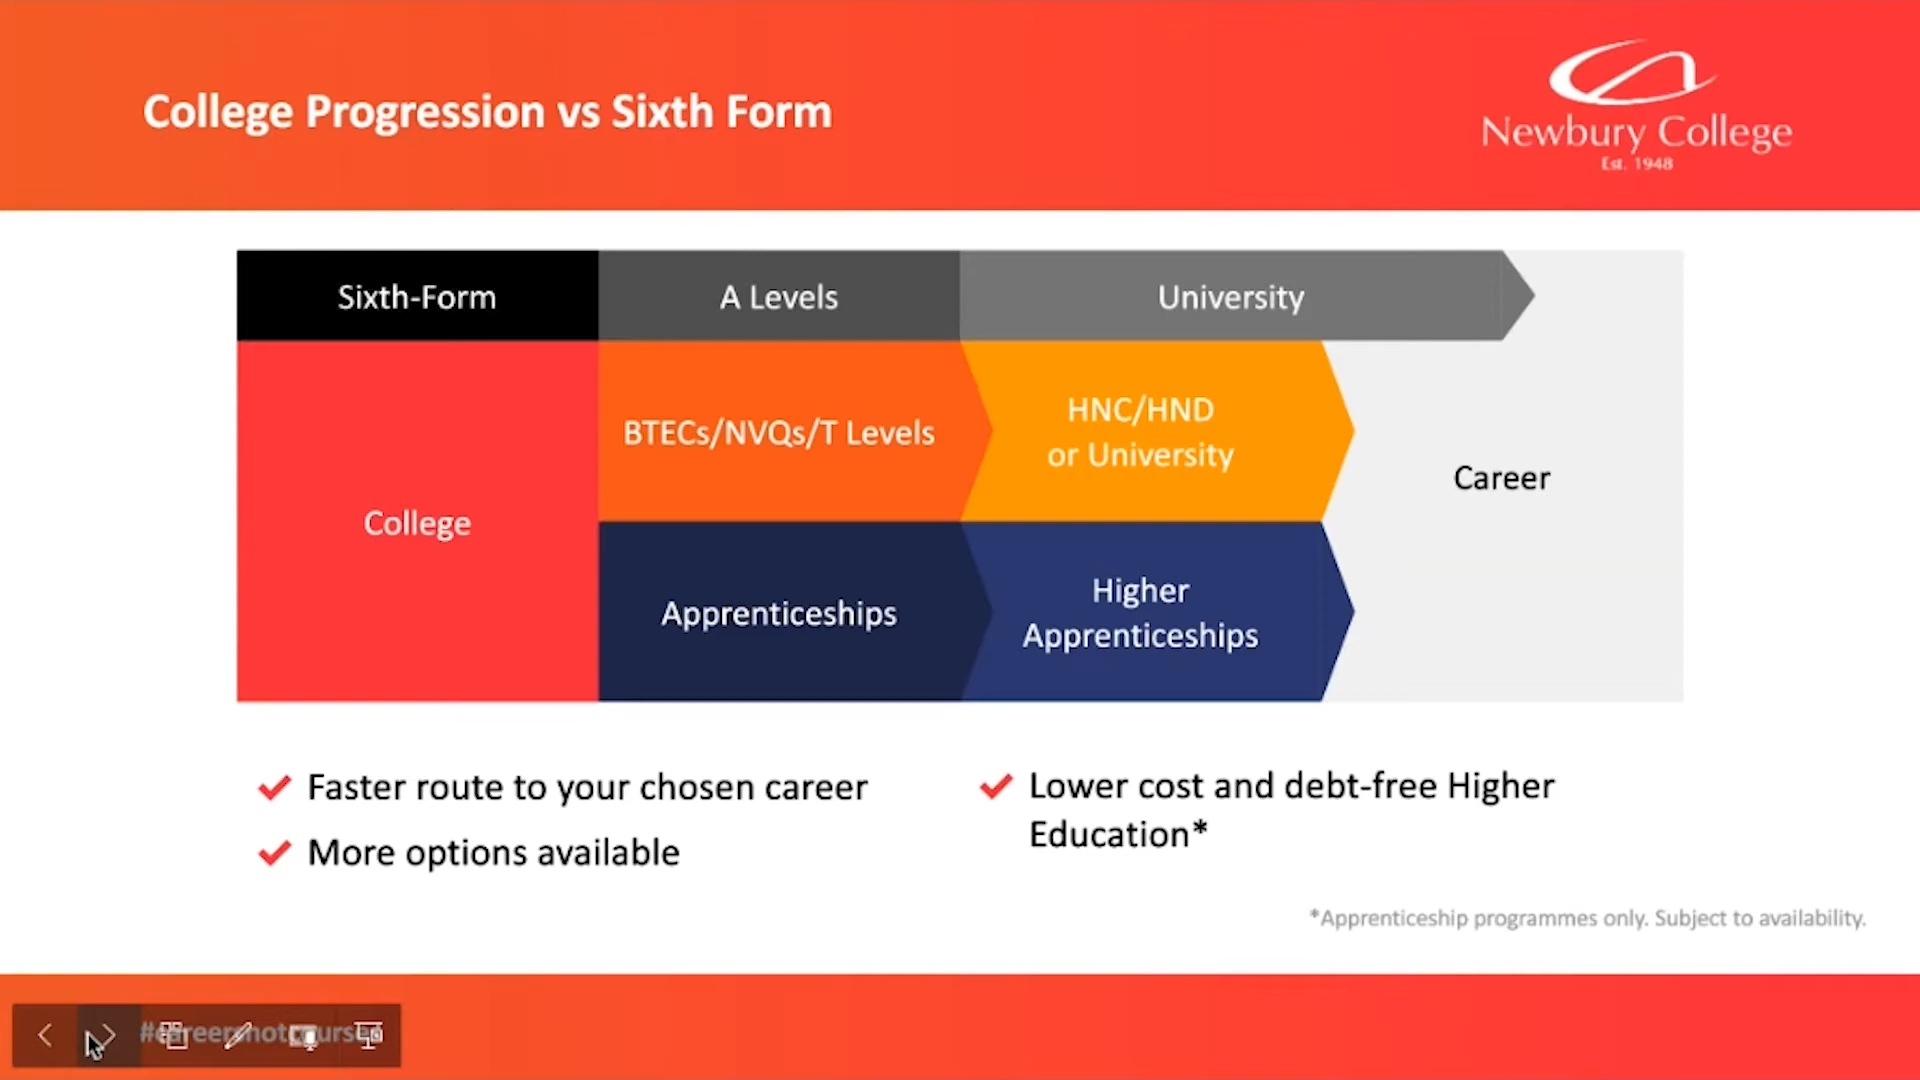 College Progression vs Sixth Form
Newbury College
Est. 1948
Sixth-Form
A Levels
University
College
BTECs/NVQs/T Levels
HNC/HND
or University
Career
Apprenticeships
Higher
Apprenticeships
Faster route to your chosen career
More options available
Lower cost and debt-free Higher
Education*
*Apprenticeship programmes only. Subject to availability.
#careersnotcourses